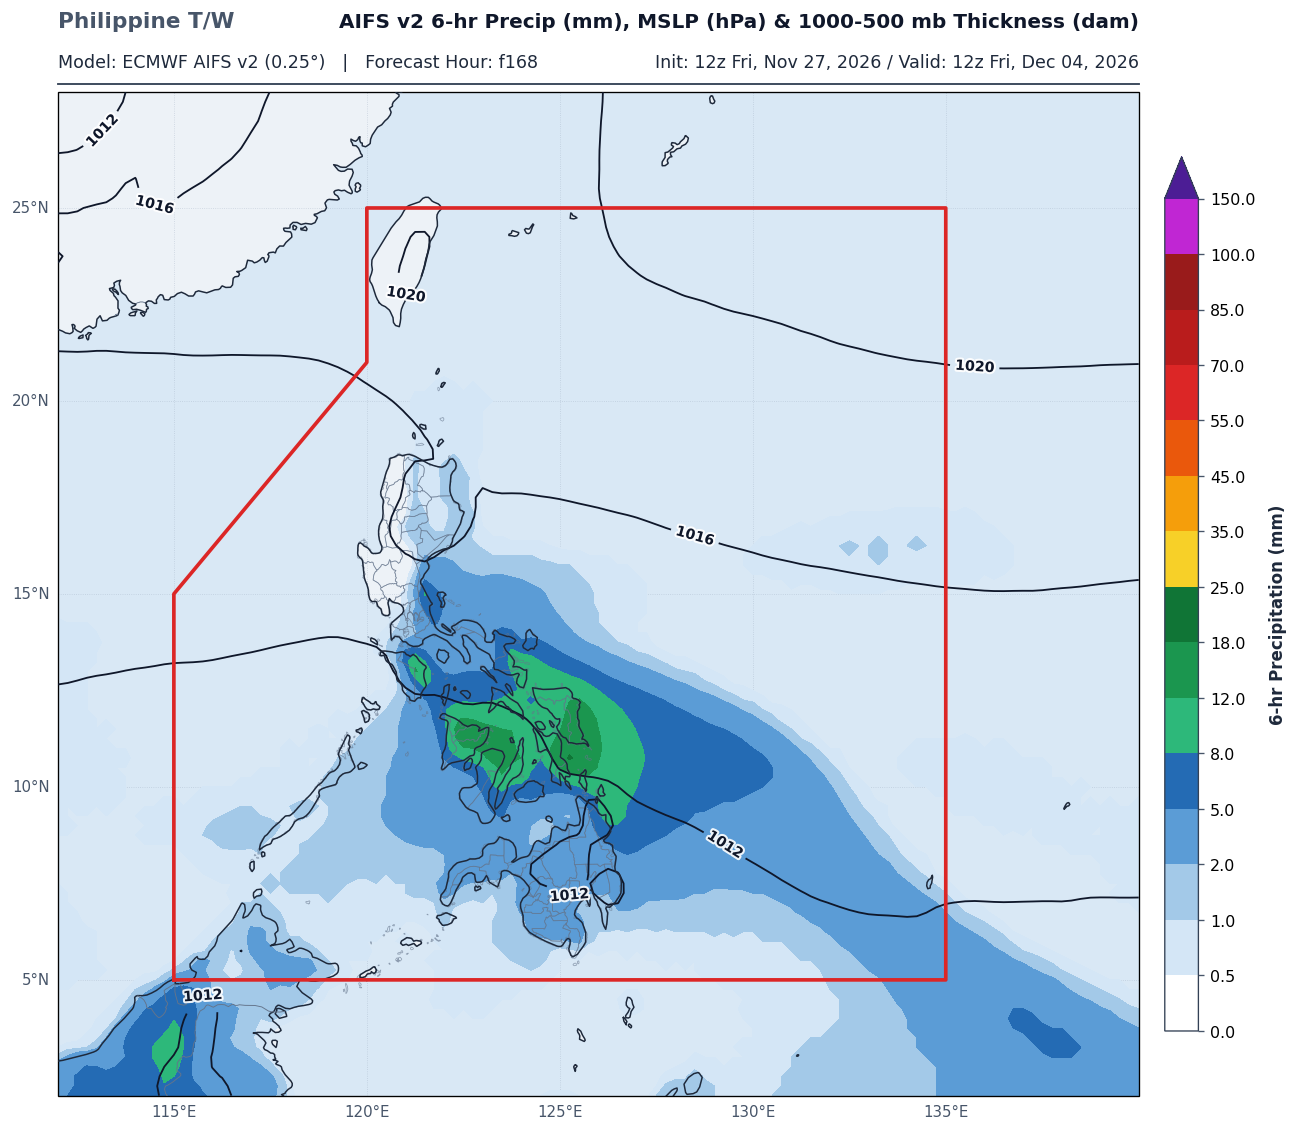 Philippine T/W
AIFS v2 6-hr Precip (mm), MSLP (hPa) & 1000-500 mb Thickness (dam)
Model: ECMWF AIFS v2 (0.25°) | Forecast Hour: f168
Init: 12z Fri, Nov 27, 2026 / Valid: 12z Fri, Dec 04, 2026
1012
1016
1020
1020
1016
1012
1012
1012
25°N
20°N
15°N
10°N
5°N
115°E
120°E
125°E
130°E
135°E
150.0
100.0
85.0
70.0
55.0
45.0
35.0
25.0
18.0
12.0
8.0
5.0
2.0
1.0
0.5
0.0
6-hr Precipitation (mm)